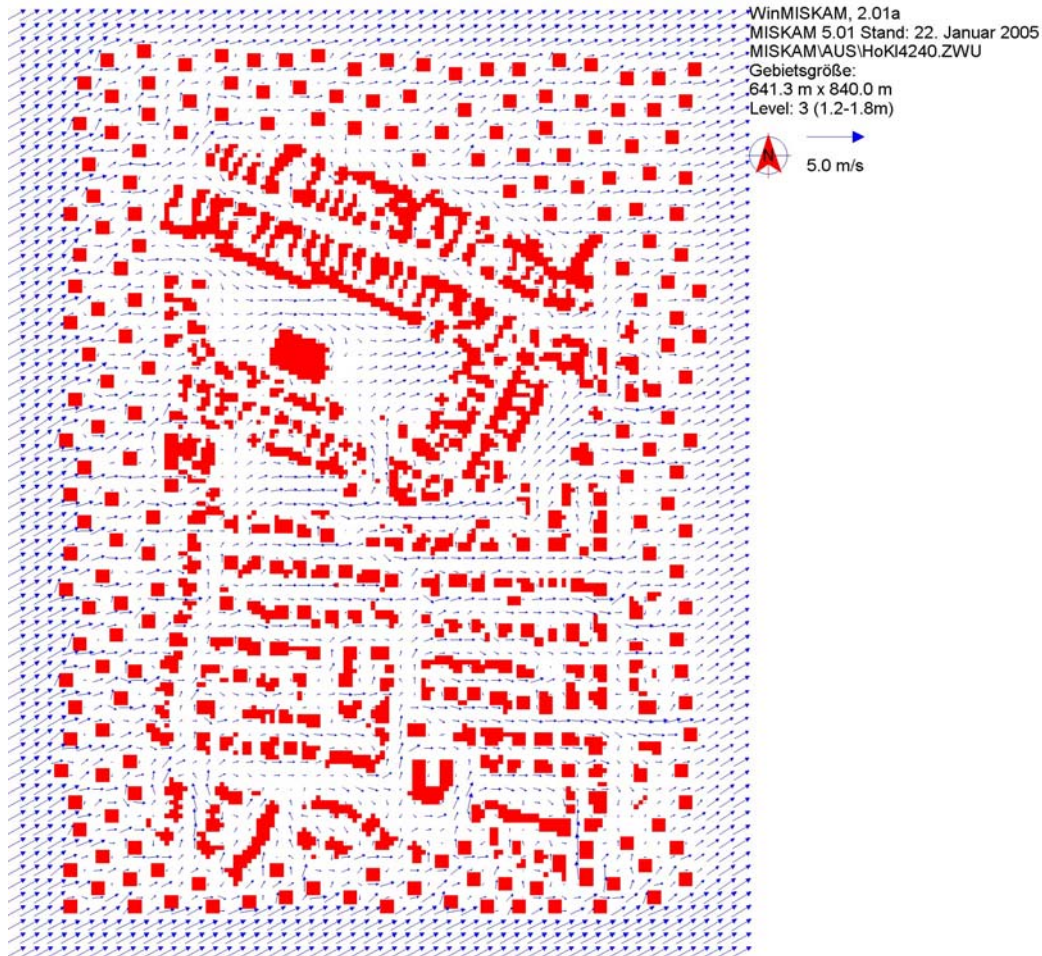 WinMISKAM, 2.01a
MISKAM 5.01 Stand: 22. Januar 2005
MISKAM\AUS\HoKl4240.ZWU
Gebietsgröße:
641.3 m x 840.0 m
Level: 3 (1.2-1.8m)
N
5.0 m/s